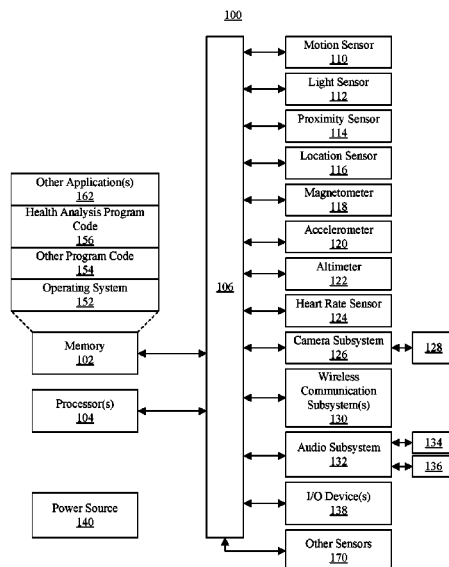 100
Motion Sensor
110
Light Sensor
112
Proximity Sensor
114
Location Sensor
116
Magnetometer
118
Accelerometer
120
Altimeter
122
Heart Rate Sensor
124
Camera Subsystem
126
128
Wireless
Communication
Subsystem(s)
130
Audio Subsystem
132
134
136
I/O Device(s)
138
Other Sensors
170
106
Other Application(s)
162
Health Analysis Program
Code
156
Other Program Code
154
Operating System
152
Memory
102
Processor(s)
104
Power Source
140